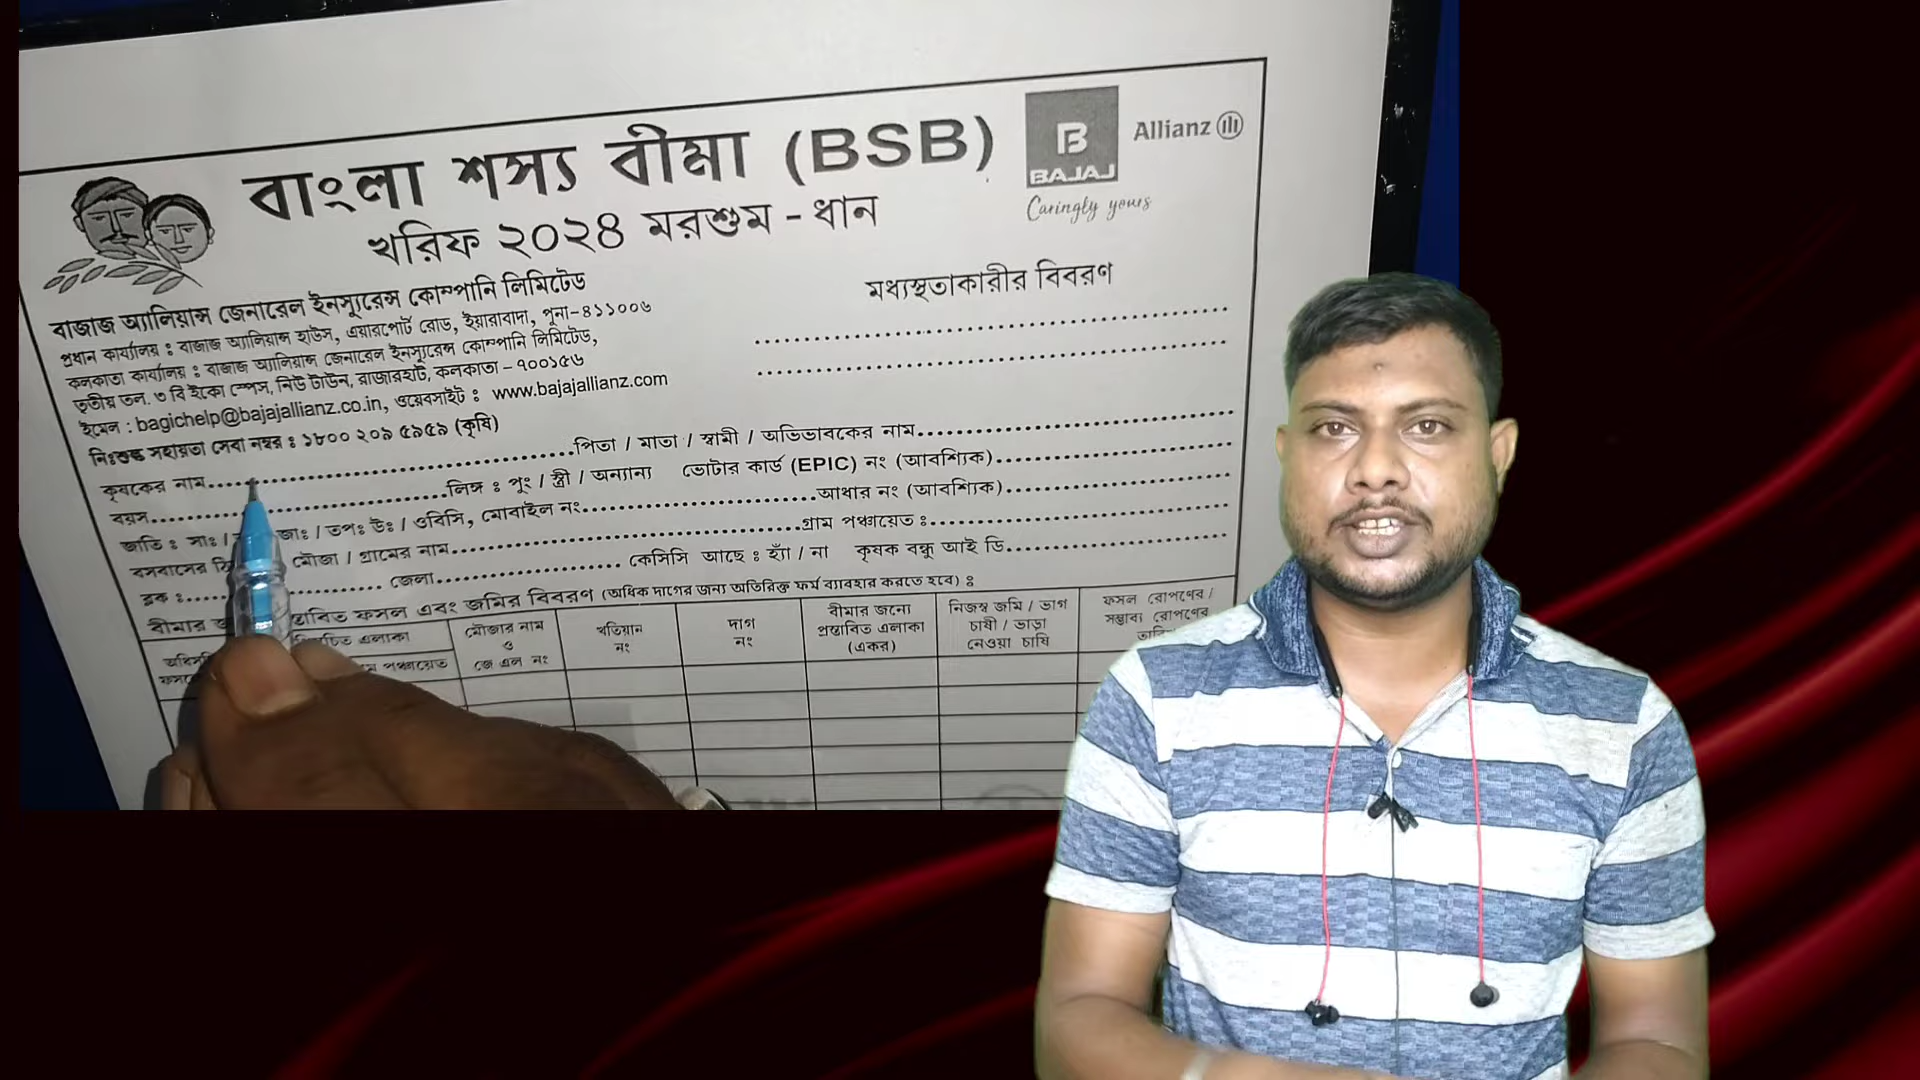 বাংলা শস্য বীমা (BSB)
খরিফ ২০২৪ মরশুম - ধান
BAJAJ
Allianz
Caringly yours
বাজাজ অ্যালিয়ান্স জেনারেল ইনস্যুরেন্স কোম্পানি লিমিটেড
প্রধান কার্য্যালয় : বাজাজ অ্যালিয়ান্স হাউস, এয়ারপোর্ট রোড, ইয়ারাবাদা, পুনা-৪১১০০৬
কলকাতা কার্য্যালয় : বাজাজ অ্যালিয়ান্স জেনারেল ইনস্যুরেন্স কোম্পানি লিমিটেড,
তৃতীয় তল. ৩ বি ইকো স্পেস, নিউ টাউন, রাজারহাট, কলকাতা - ৭০০১৫৬
ইমেল : bagichelp@bajajallianz.co.in, ওয়েবসাইট : www.bajajallianz.com
নিঃশুল্ক সহায়তা সেবা নম্বর : ১৮০০ ২০৯ ৫৯৫৯ (কৃষি)
মধ্যস্থতাকারীর বিবরণ
কৃষকের নাম.....পিতা / মাতা / স্বামী / অভিভাবকের নাম.....
বয়স.....লিঙ্গ : পুং / স্ত্রী / অন্যান্য ভোটার কার্ড (EPIC) নং (আবশ্যিক).....
জাতি : সাঃ / জাঃ / তপঃ উঃ / ওবিসি, মোবাইল নং.....আধার নং (আবশ্যিক).....
বসবাসের মৌজা / গ্রামের নাম.....গ্রাম পঞ্চায়েত :.....
ব্লক :..... জেলা..... কেসিসি আছে : হ্যাঁ / না কৃষক বন্ধু আই ডি.....
বীমার ফসল এবং জমির বিবরণ (অধিক দাগের জন্য অতিরিক্ত ফর্ম ব্যাবহার করতে হবে) :
এলাকা
পঞ্চায়েত
মৌজার নাম
ও
জে এল নং
খতিয়ান
নং
দাগ
নং
বীমার জন্যে
প্রস্তাবিত এলাকা
(একর)
নিজস্ব জমি / ভাগ
চাষী / ভাড়া
নেওয়া চাষি
ফসল রোপণের /
সম্ভাব্য রোপণের